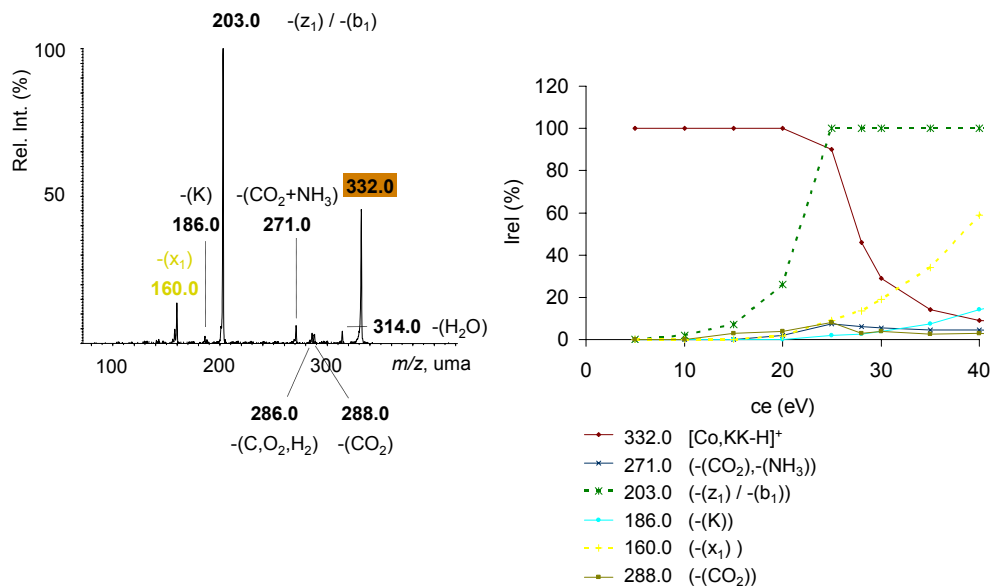 203.0 -(z₁) / -(b₁)
100
Rel. Int. (%)
50
-(K)
186.0
-(CO₂+NH₃)
271.0
332.0
-(x₁)
160.0
314.0 -(H₂O)
100 200 300 m/z, uma
286.0
-(C,O₂,H₂)
288.0
-(CO₂)
120
100
80
60
40
20
0
Irel (%)
0 10 20 30 40
ce (eV)
332.0 [Co,KK-H]⁺
271.0 (-(CO₂),-(NH₃))
203.0 (-(z₁) / -(b₁))
186.0 (-(K))
160.0 (-(x₁) )
288.0 (-(CO₂))